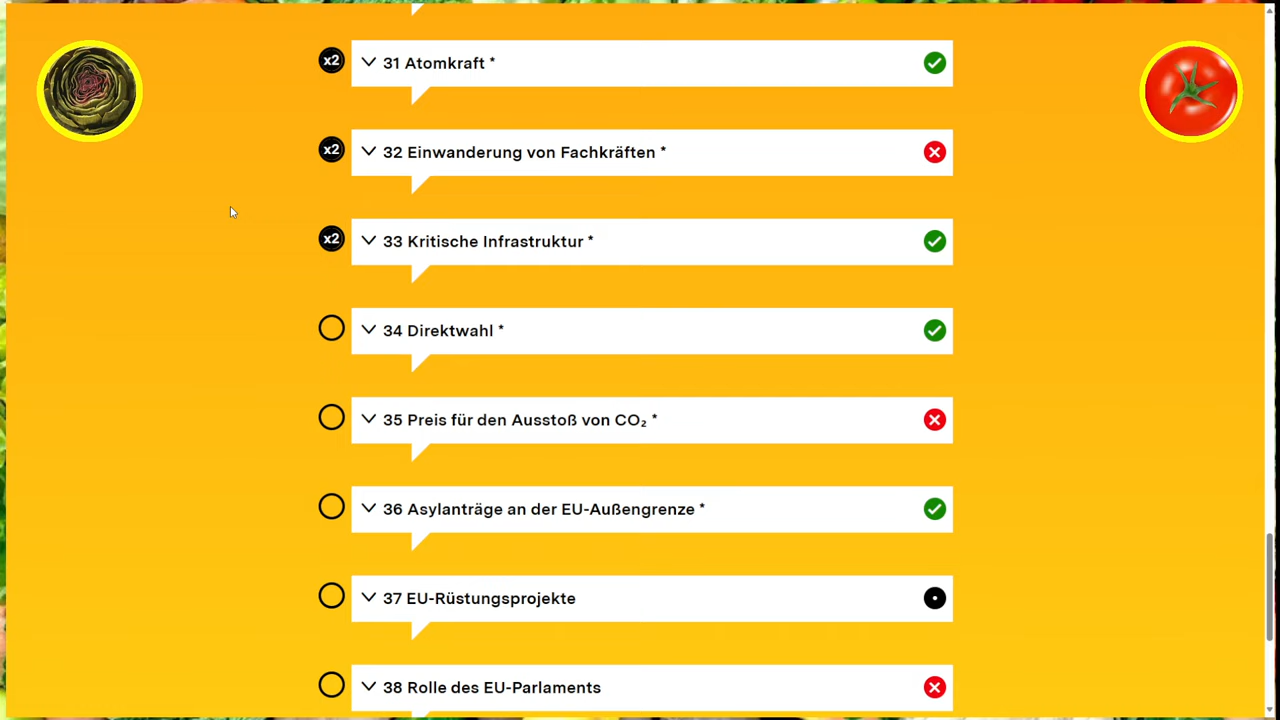 x2 31 Atomkraft *
x2 32 Einwanderung von Fachkräften *
x2 33 Kritische Infrastruktur *
34 Direktwahl *
35 Preis für den Ausstoß von CO₂ *
36 Asylanträge an der EU-Außengrenze *
37 EU-Rüstungsprojekte
38 Rolle des EU-Parlaments